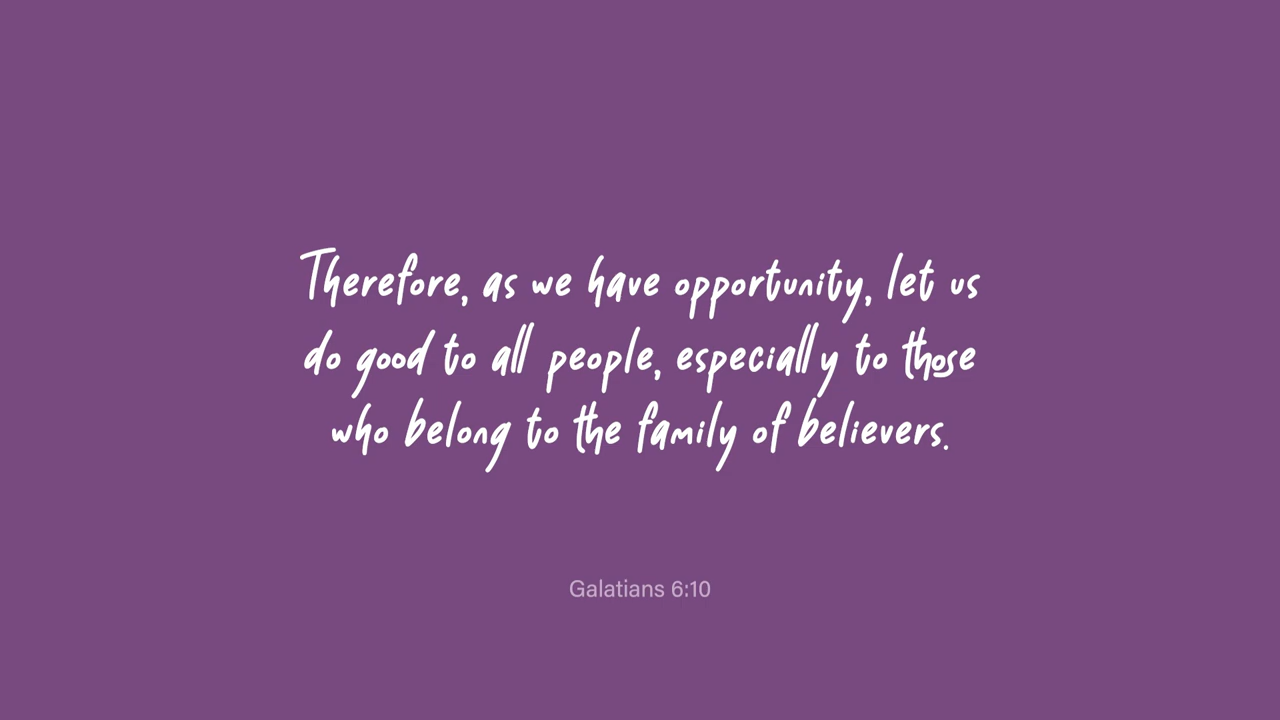 Therefore, as we have opportunity, let us
do good to all people, especially to those
who belong to the family of believers.
Galatians 6:10